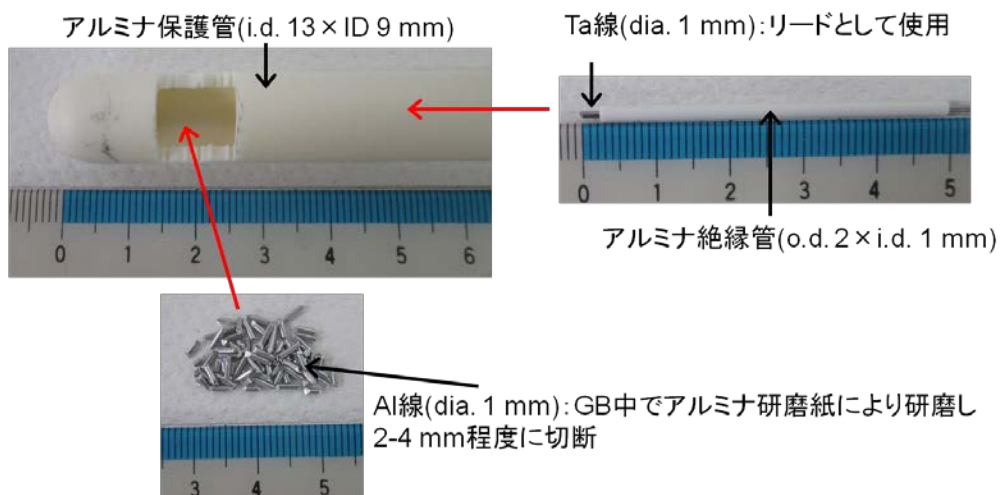 アルミナ保護管(i.d. 13×ID 9 mm)
Ta線(dia. 1 mm):リードとして使用
0 1 2 3 4 5 6
0 1 2 3 4 5
アルミナ絶縁管(o.d. 2×i.d. 1 mm)
Al線(dia. 1 mm):GB中でアルミナ研磨紙により研磨し
2-4 mm程度に切断
3 4 5